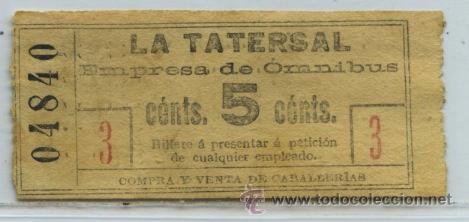 04840
LA TATERSAL
Empresa de Ómnibus
cénts. 5 cénts.
3 3
Billete á presentar á petición
de cualquier empleado.
COMPRA Y VENTA DE CABALLERÍAS
todocoleccion
www.todocoleccion.net